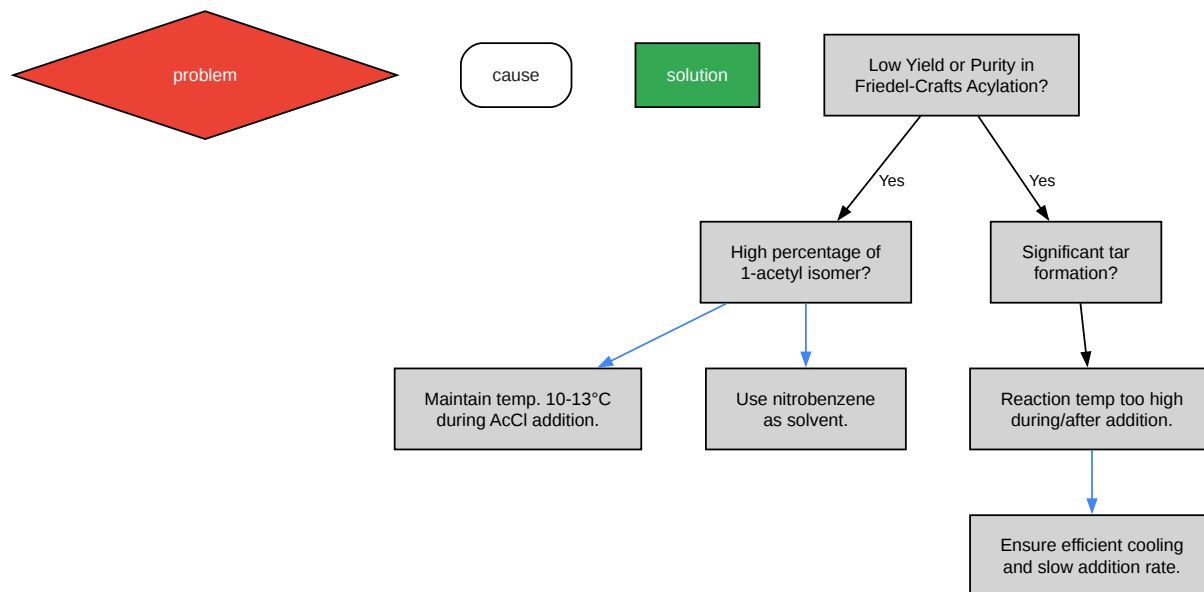 problem
cause
solution
Low Yield or Purity in
Friedel-Crafts Acylation?
Yes
Yes
High percentage of
1-acetyl isomer?
Significant tar
formation?
Maintain temp. 10-13°C
during AcCl addition.
Use nitrobenzene
as solvent.
Reaction temp too high
during/after addition.
Ensure efficient cooling
and slow addition rate.